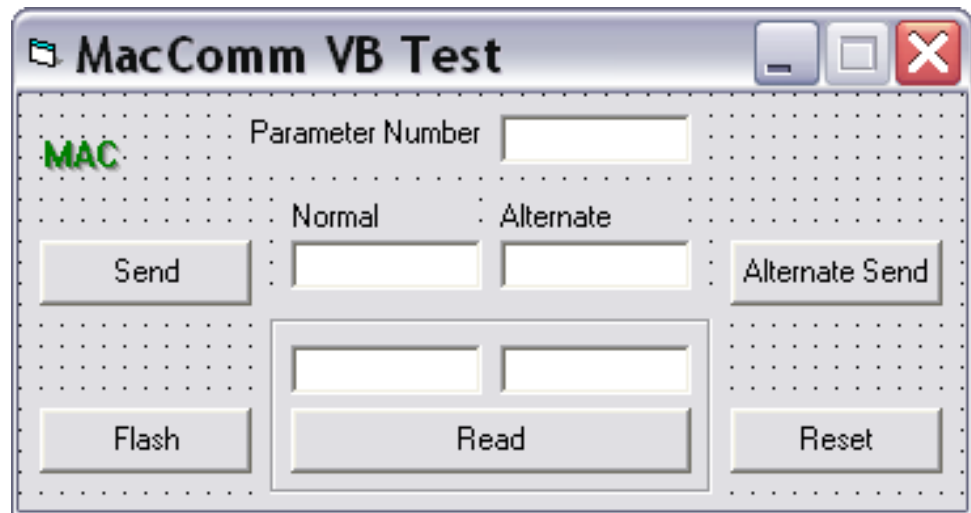 MacComm VB Test
MAC
Parameter Number
Normal Alternate
Send
Alternate Send
Flash
Read
Reset